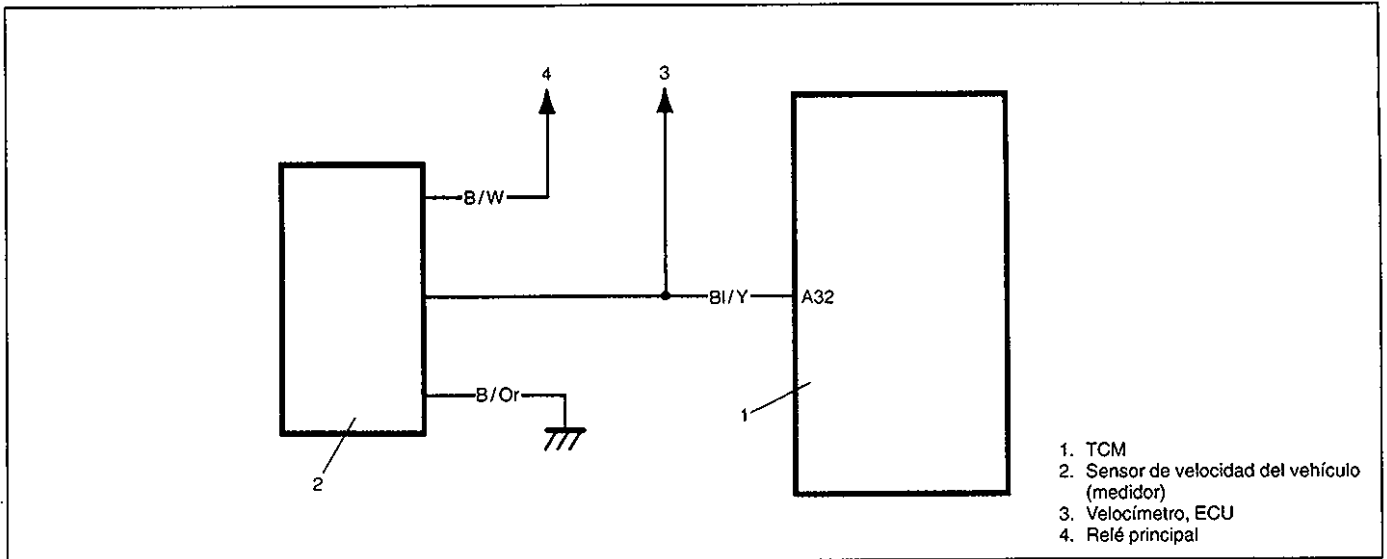 4
3
B/W
Bl/Y
A32
B/Or
1
2
1. TCM
2. Sensor de velocidad del vehículo
(medidor)
3. Velocímetro, ECU
4. Relé principal